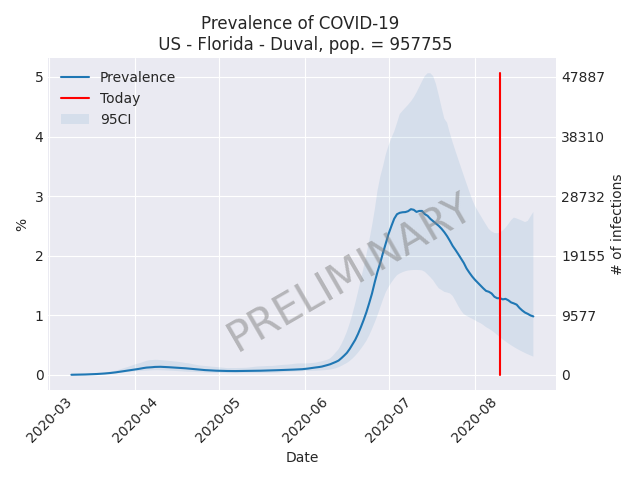 Prevalence of COVID-19
US - Florida - Duval, pop. = 957755
Prevalence
Today
95CI
5
4
3
2
1
0
%
47887
38310
28732
19155
9577
0
# of infections
PRELIMINARY
2020-03
2020-04
2020-05
2020-06
2020-07
2020-08
Date